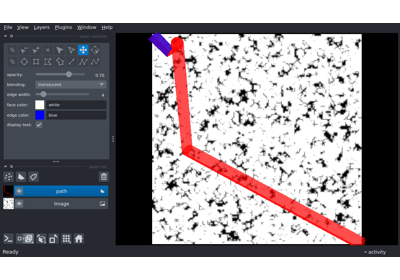 File View Layers Plugins Window Help
opacity: 0.70
blending: translucent
edge width: 4
face color: white
edge color: blue
display text:
path
Image
Ready
activity